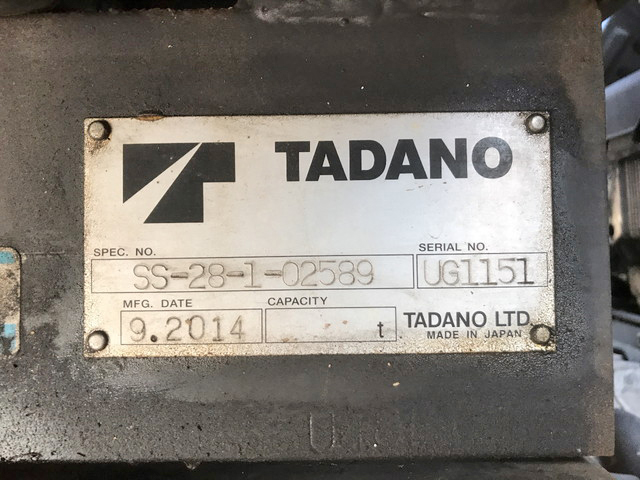 TADANO
SPEC. NO. SERIAL NO.
SS-28-1-02589 UG1151
MFG. DATE CAPACITY
9.2014 t TADANO LTD.
MADE IN JAPAN